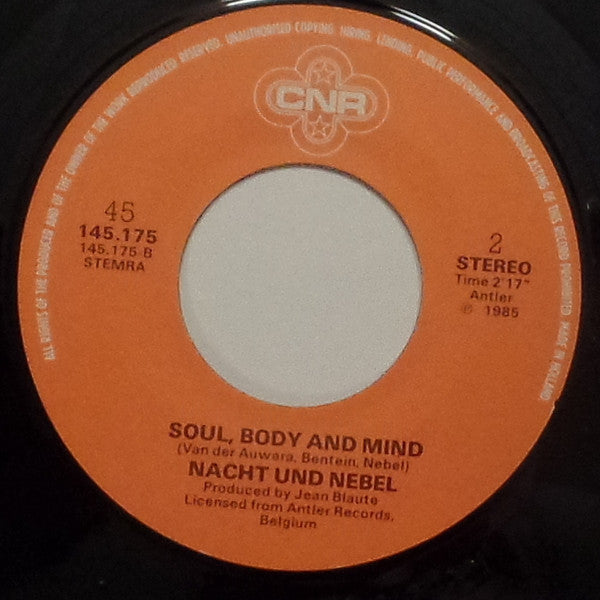 ALL RIGHTS OF THE PRODUCER AND OF THE OWNER OF THE WORK REPRODUCED RESERVED. UNAUTHORISED COPYING, HIRING, LENDING, PUBLIC PERFORMANCE AND BROADCASTING OF THIS RECORD PROHIBITED. MADE IN HOLLAND
CNR
45
145.175
145.175 B
STEMRA
2
STEREO
Time 2'17"
Antler
℗ 1985
SOUL, BODY AND MIND
(Van der Auwara, Bentein, Nebel)
NACHT UND NEBEL
Produced by Jean Blaute
Licensed from Antler Records,
Belgium